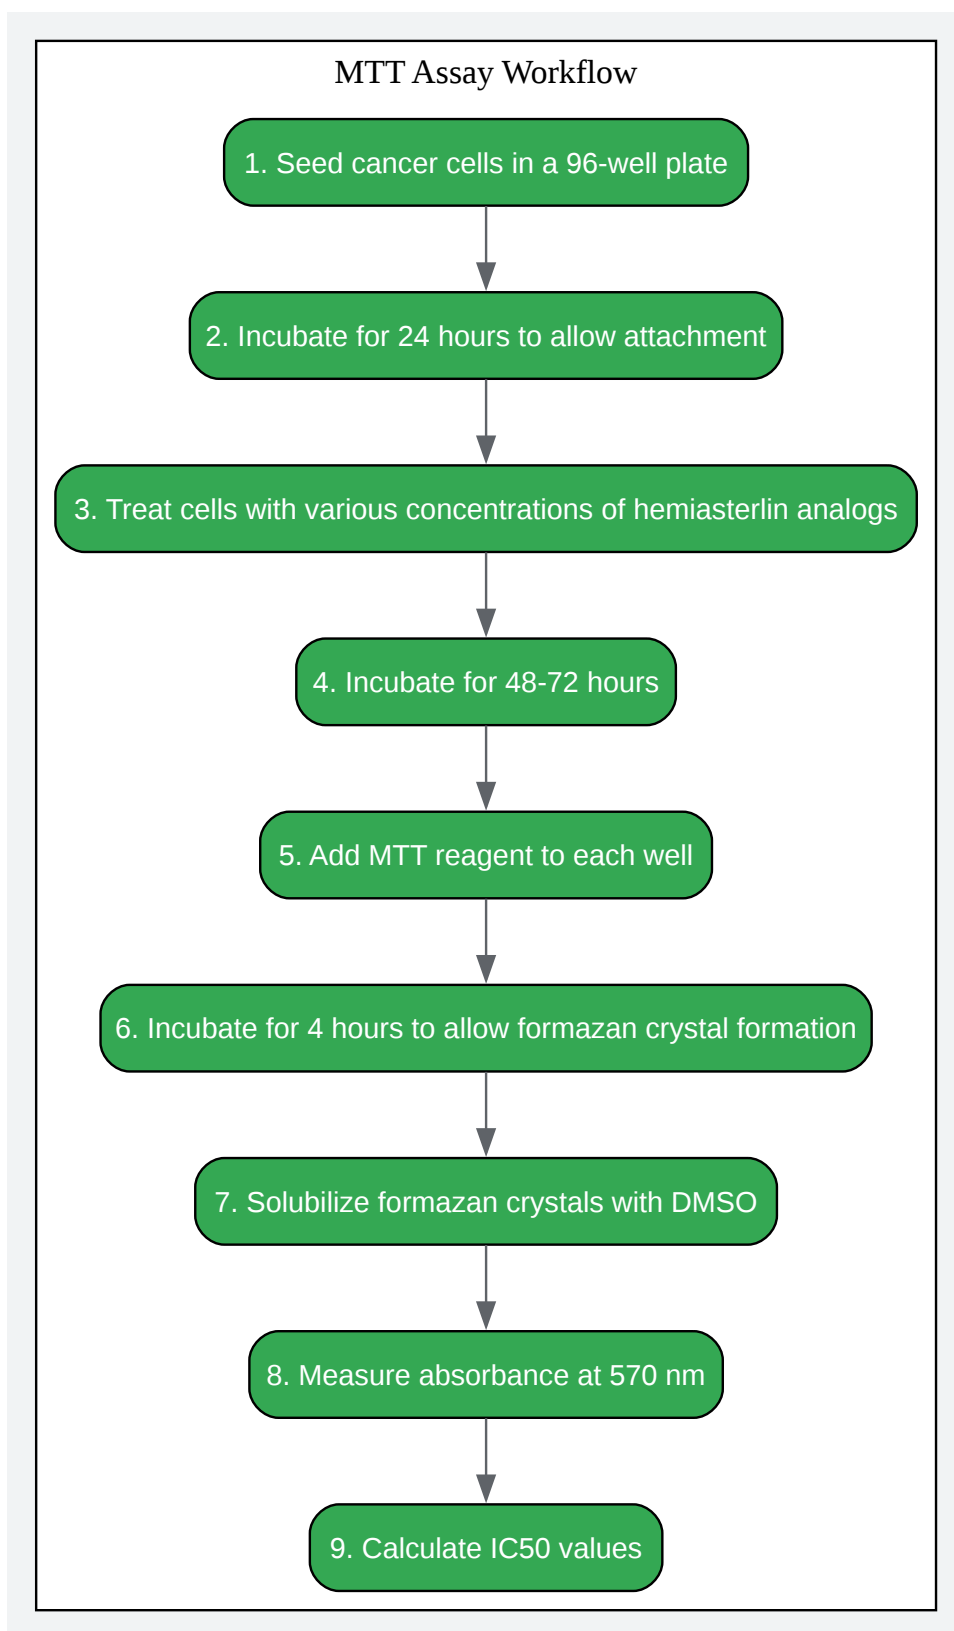 MTT Assay Workflow
1. Seed cancer cells in a 96-well plate
2. Incubate for 24 hours to allow attachment
3. Treat cells with various concentrations of hemiasterlin analogs
4. Incubate for 48-72 hours
5. Add MTT reagent to each well
6. Incubate for 4 hours to allow formazan crystal formation
7. Solubilize formazan crystals with DMSO
8. Measure absorbance at 570 nm
9. Calculate IC50 values